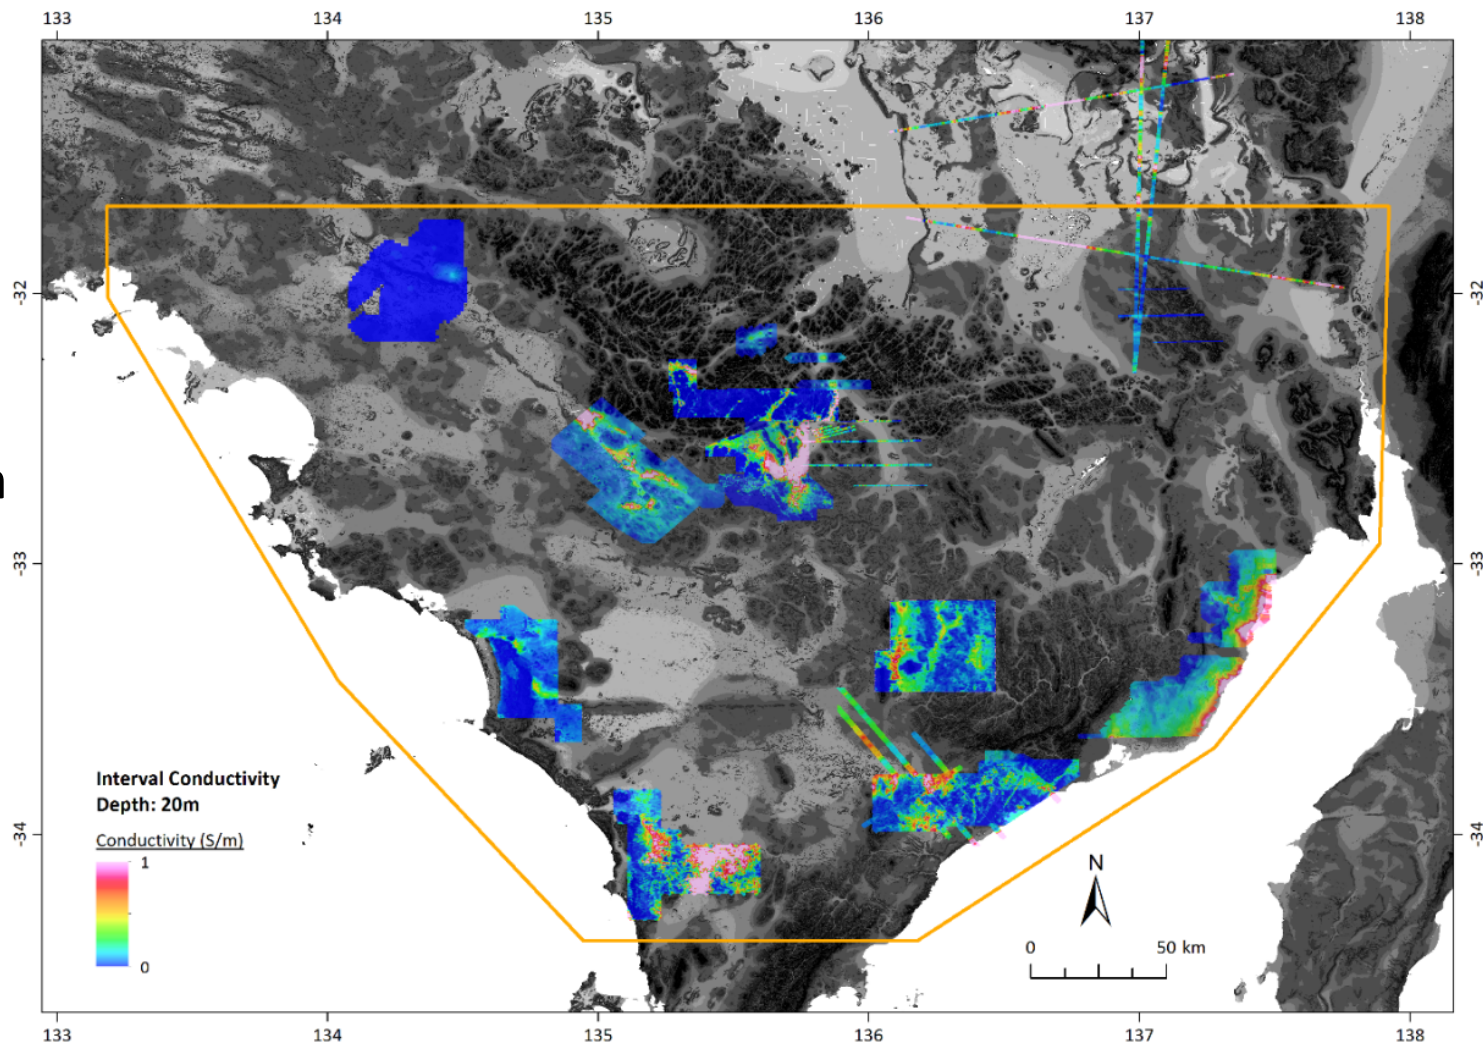 133 134 135 136 137 138
-32 -32
-33 -33
-34 -34
Interval Conductivity
Depth: 20m
Conductivity (S/m)
1
0
N
0 50 km
133 134 135 136 137 138